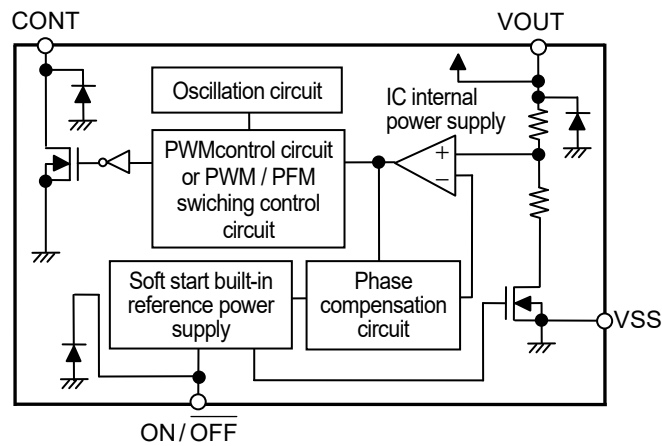 CONT
VOUT
Oscillation circuit
IC internal
power supply
PWMcontrol circuit
or PWM / PFM
swiching control
circuit
+
−
Soft start built-in
reference power
supply
Phase
compensation
circuit
VSS
ON / OFF